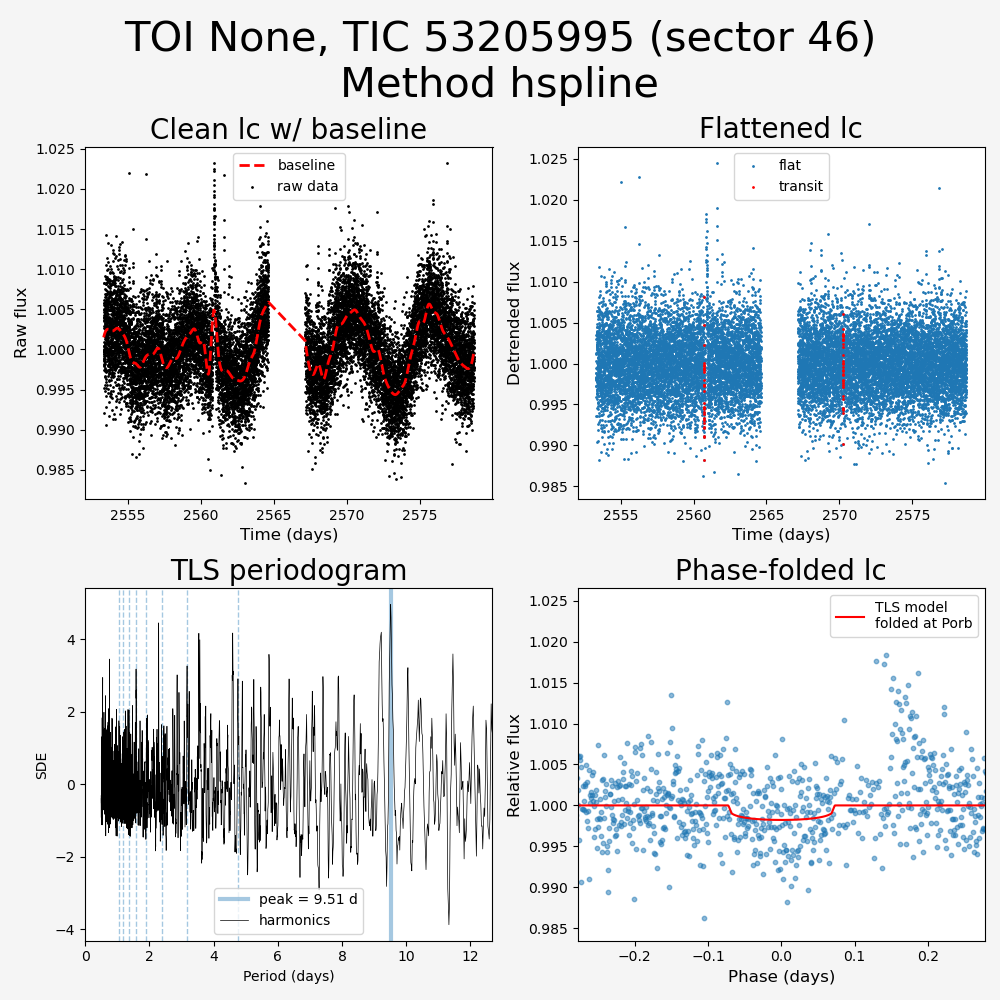 TOI None, TIC 53205995 (sector 46)
Method hspline
Clean lc w/ baseline
Flattened lc
1.025
1.020
1.015
1.010
1.005
1.000
0.995
0.990
0.985
Raw flux
baseline
raw data
2555
2560
2565
2570
2575
Time (days)
1.025
1.020
1.015
1.010
1.005
1.000
0.995
0.990
0.985
Detrended flux
flat
transit
2555
2560
2565
2570
2575
Time (days)
TLS periodogram
Phase-folded lc
4
2
0
−2
−4
SDE
peak = 9.51 d
harmonics
0
2
4
6
8
10
12
Period (days)
1.025
1.020
1.015
1.010
1.005
1.000
0.995
0.990
0.985
Relative flux
TLS model
folded at Porb
−0.2
−0.1
0.0
0.1
0.2
Phase (days)